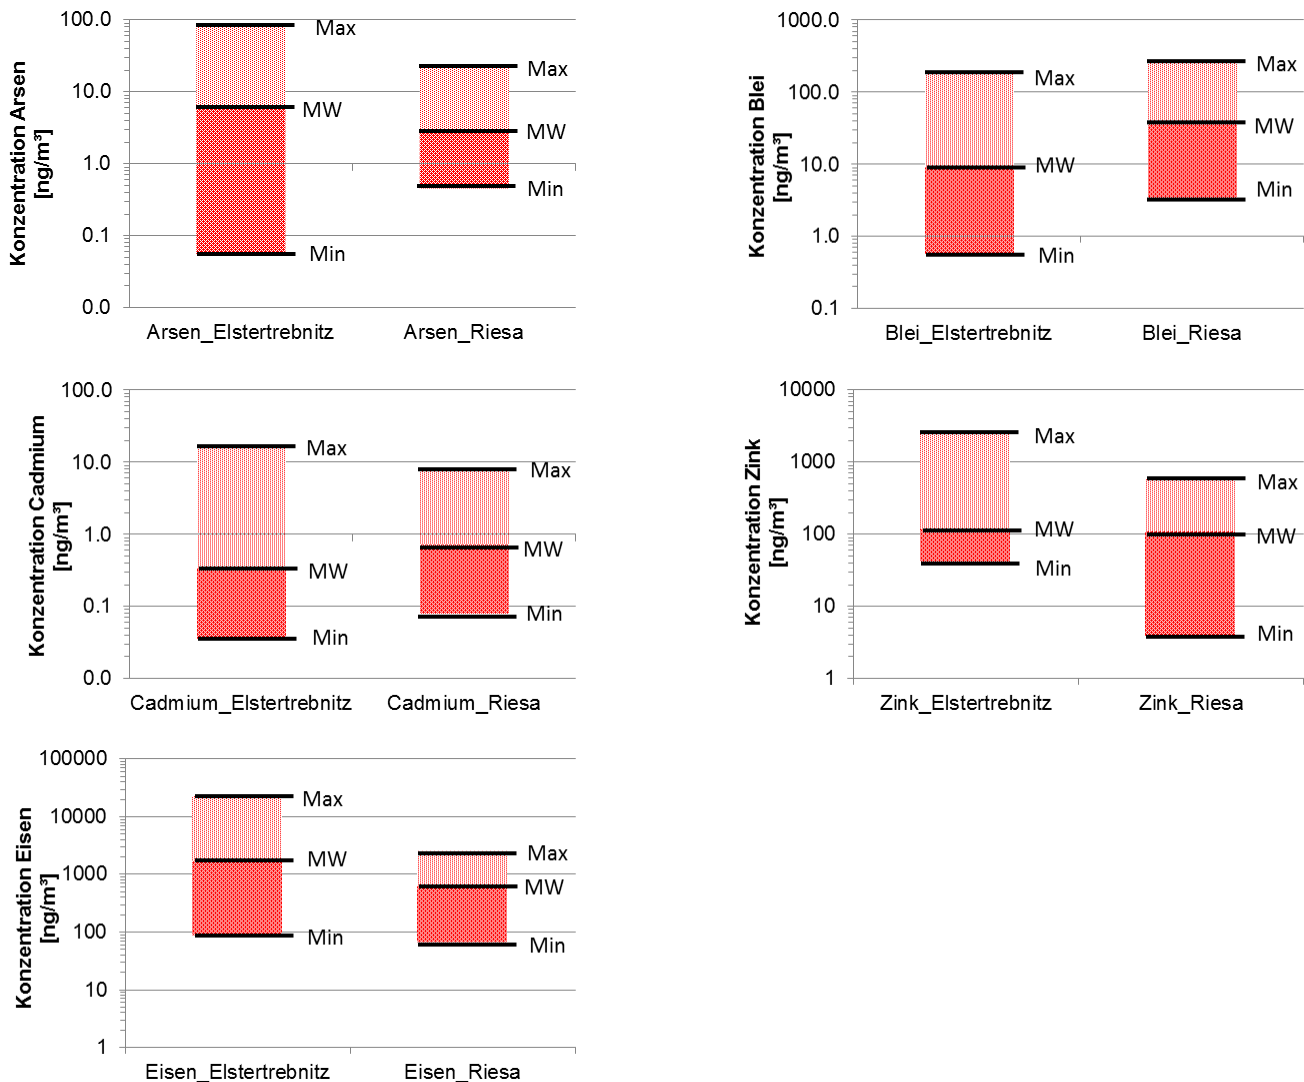 Konzentration Arsen
[ng/m³]
100.0
10.0
1.0
0.1
0.0
Max
MW
Min
Max
MW
Min
Arsen_Elstertrebnitz
Arsen_Riesa
Konzentration Blei
[ng/m³]
1000.0
100.0
10.0
1.0
0.1
Max
MW
Min
Max
MW
Min
Blei_Elstertrebnitz
Blei_Riesa
Konzentration Cadmium
[ng/m³]
100.0
10.0
1.0
0.1
0.0
Max
MW
Min
Max
MW
Min
Cadmium_Elstertrebnitz
Cadmium_Riesa
Konzentration Zink
[ng/m³]
10000
1000
100
10
1
Max
MW
Min
Max
MW
Min
Zink_Elstertrebnitz
Zink_Riesa
Konzentration Eisen
[ng/m³]
100000
10000
1000
100
10
1
Max
MW
Min
Max
MW
Min
Eisen_Elstertrebnitz
Eisen_Riesa